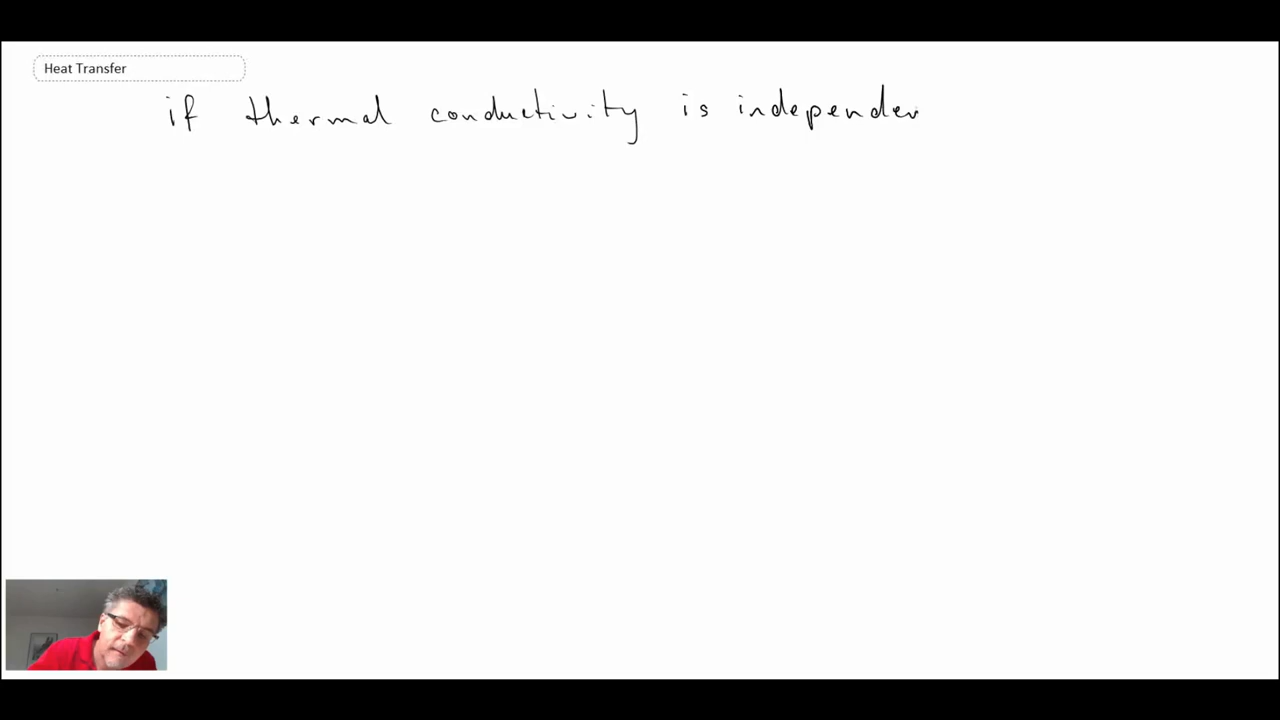 Heat Transfer
if thermal conductivity is independen